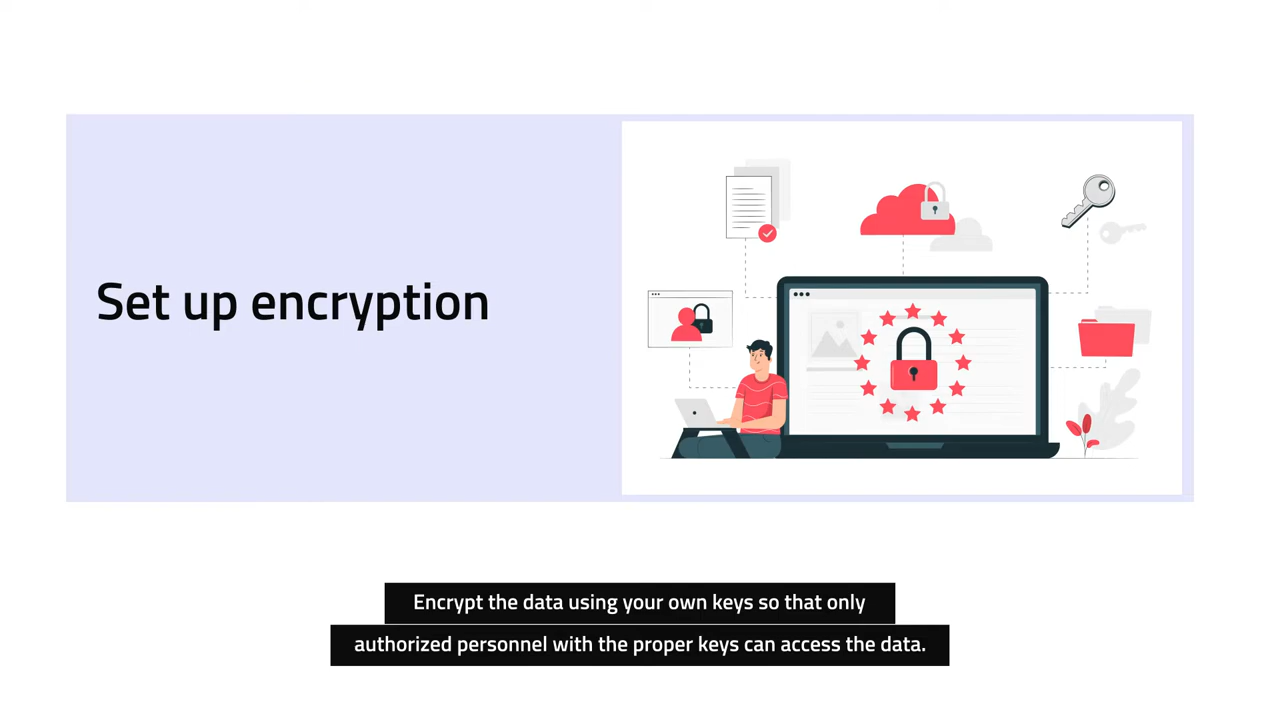 Set up encryption
Encrypt the data using your own keys so that only
authorized personnel with the proper keys can access the data.